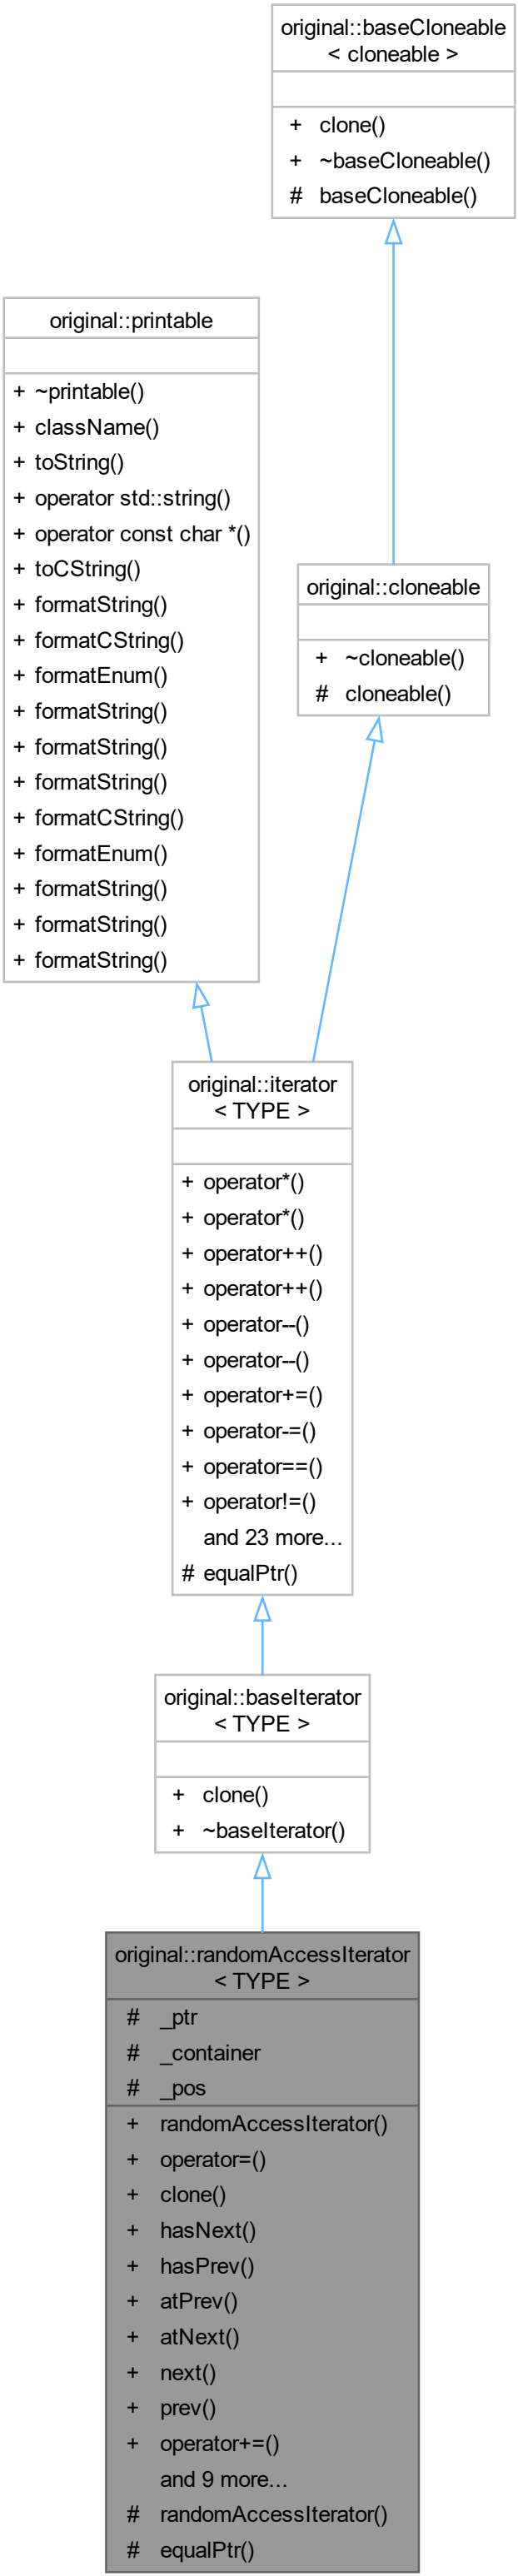 original::baseCloneable
< cloneable >
+ clone()
+ ~baseCloneable()
# baseCloneable()
original::printable
+ ~printable()
+ className()
+ toString()
+ operator std::string()
+ operator const char *()
+ toCString()
+ formatString()
+ formatCString()
+ formatEnum()
+ formatString()
+ formatString()
+ formatString()
+ formatCString()
+ formatEnum()
+ formatString()
+ formatString()
+ formatString()
original::cloneable
+ ~cloneable()
# cloneable()
original::iterator
< TYPE >
+ operator*()
+ operator*()
+ operator++()
+ operator++()
+ operator--()
+ operator--()
+ operator+=()
+ operator-=()
+ operator==()
+ operator!=()
and 23 more...
# equalPtr()
original::baseIterator
< TYPE >
+ clone()
+ ~baseIterator()
original::randomAccessIterator
< TYPE >
# _ptr
# _container
# _pos
+ randomAccessIterator()
+ operator=()
+ clone()
+ hasNext()
+ hasPrev()
+ atPrev()
+ atNext()
+ next()
+ prev()
+ operator+=()
and 9 more...
# randomAccessIterator()
# equalPtr()